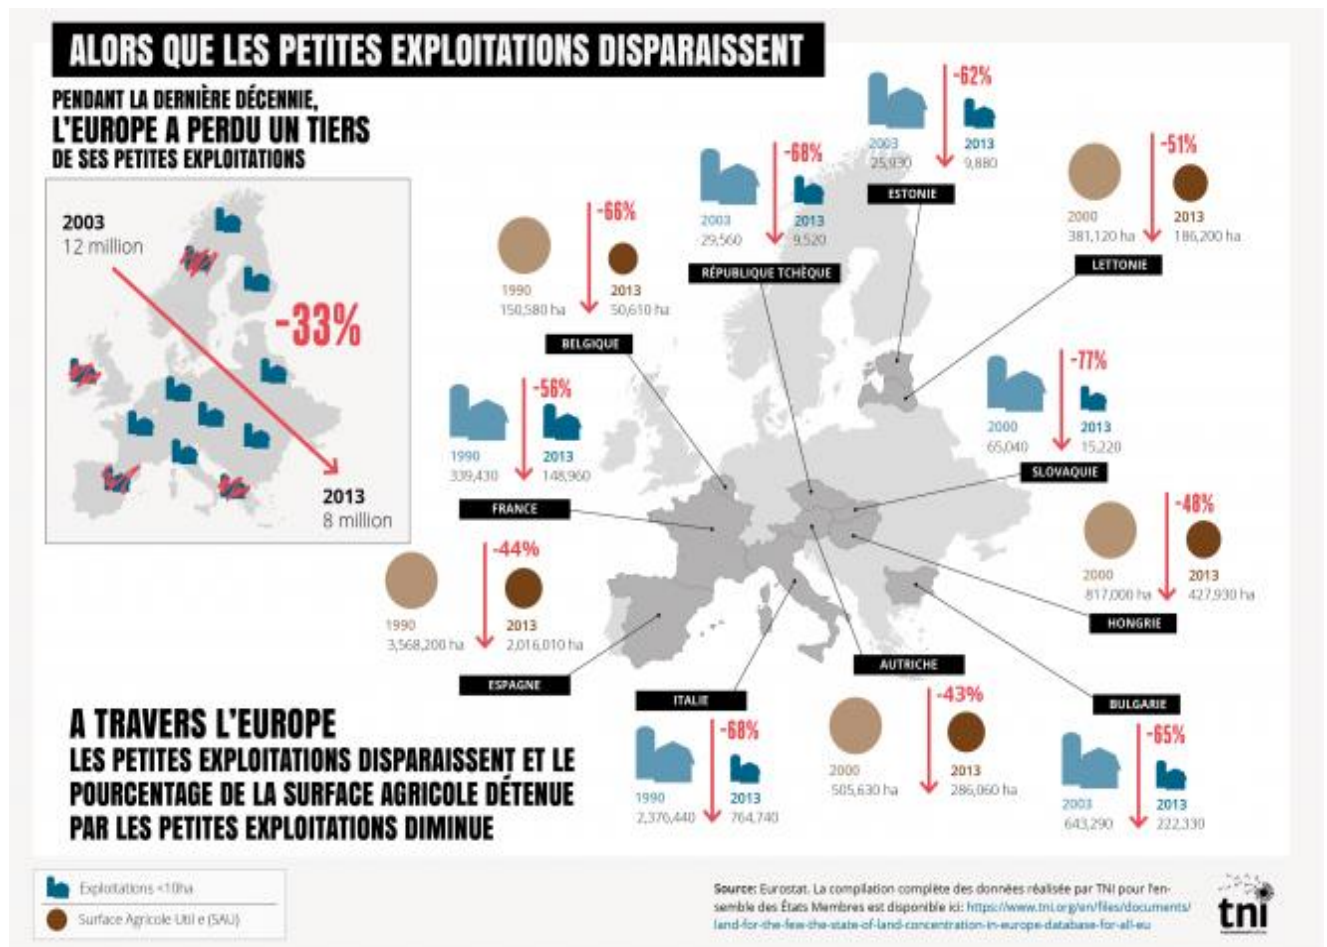 ALORS QUE LES PETITES EXPLOITATIONS DISPARAISSENT
PENDANT LA DERNIÈRE DÉCENNIE,
L'EUROPE A PERDU UN TIERS
DE SES PETITES EXPLOITATIONS
2003
12 million
-33%
2013
8 million
-62%
2003
25,930
2013
9,880
ESTONIE
-51%
2000
381,120 ha
2013
186,200 ha
LETTONIE
-68%
2003
29,560
2013
9,520
RÉPUBLIQUE TCHÈQUE
-66%
1990
150,580 ha
2013
50,610 ha
BELGIQUE
-77%
2000
65,040
2013
15,220
SLOVAQUIE
-56%
1990
339,430
2013
148,960
FRANCE
-48%
2000
817,000 ha
2013
427,930 ha
HONGRIE
-44%
1990
3,568,200 ha
2013
2,016,010 ha
ESPAGNE
ITALIE
-68%
1990
2,376,440
2013
764,740
AUTRICHE
-43%
2000
505,630 ha
2013
286,060 ha
BULGARIE
-65%
2003
643,290
2013
222,330
A TRAVERS L'EUROPE
LES PETITES EXPLOITATIONS DISPARAISSENT ET LE
POURCENTAGE DE LA SURFACE AGRICOLE DÉTENUE
PAR LES PETITES EXPLOITATIONS DIMINUE
Exploitations <10ha
Surface Agricole Util e (SAU)
Source: Eurostat. La compilation complète des données réalisée par TNI pour l'en-
semble des États Membres est disponible ici: https://www.tni.org/en/files/documents/
land-for-the-few-the-state-of-land-concentration-in-europe-database-for-all-eu
tni